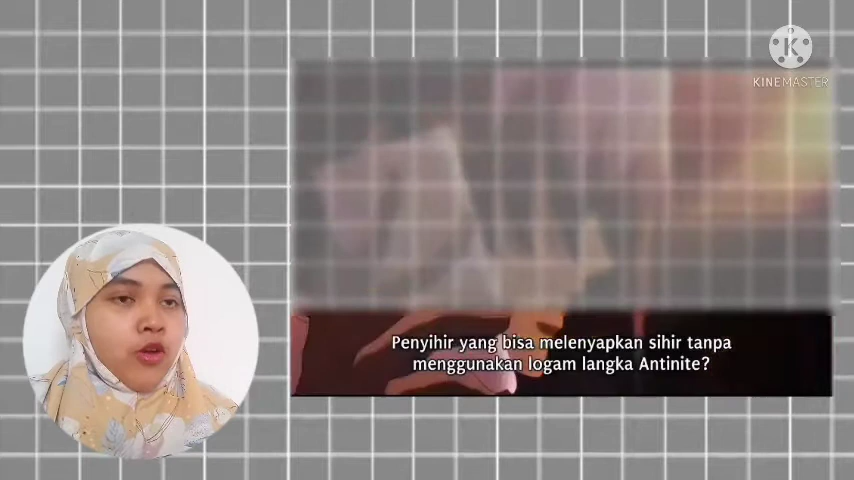 K
KINEMASTER
Penyihir yang bisa melenyapkan sihir tanpa
menggunakan logam langka Antinite?